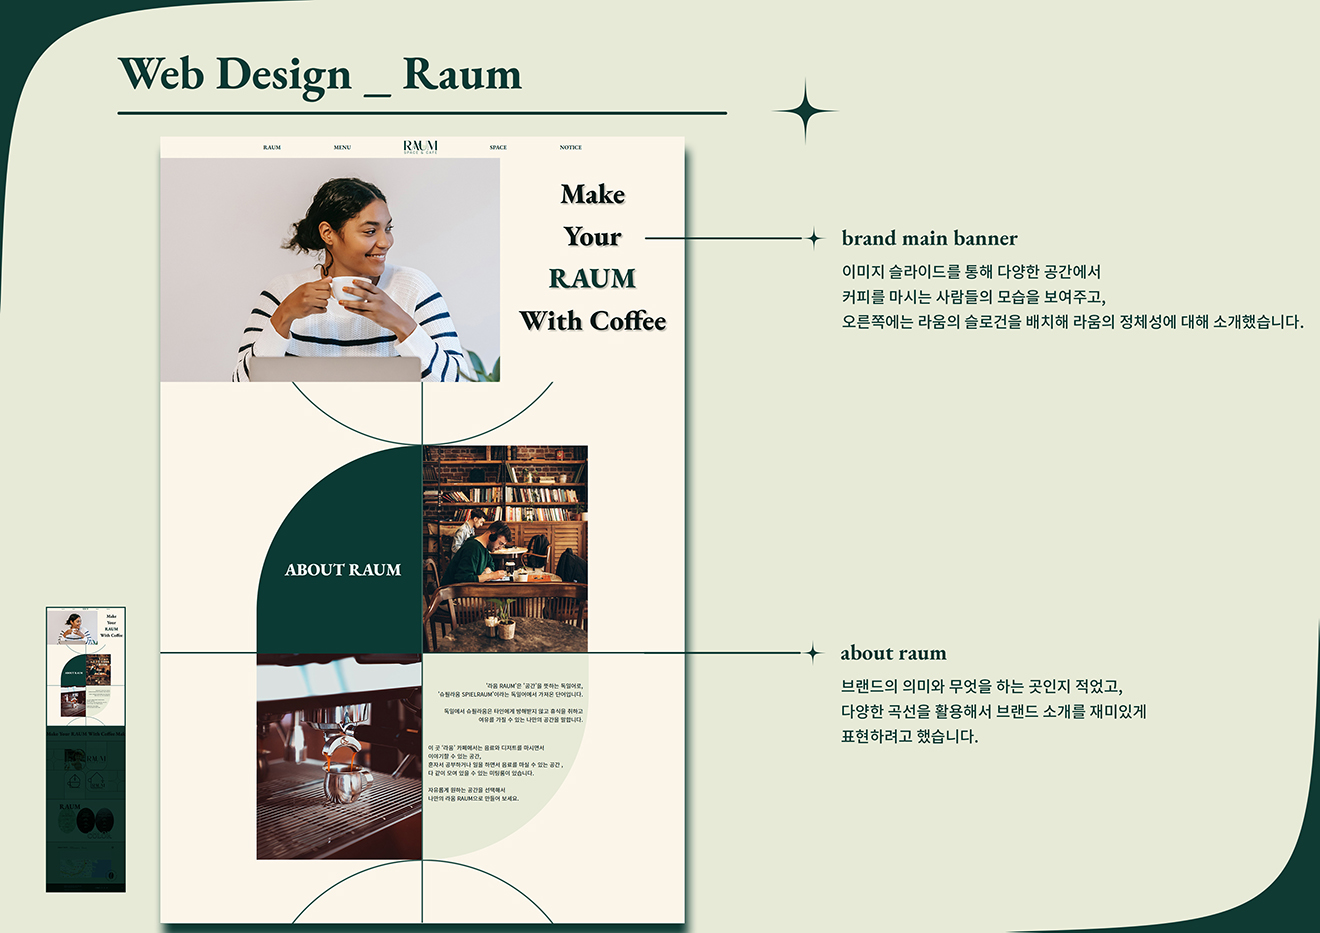 Web Design _ Raum
RAUM
MENU
RAUM
SPACE & CAFE
SPACE
NOTICE
Make
Your
RAUM
With Coffee
brand main banner
이미지 슬라이드를 통해 다양한 공간에서
커피를 마시는 사람들의 모습을 보여주고,
오른쪽에는 라움의 슬로건을 배치해 라움의 정체성에 대해 소개했습니다.
ABOUT RAUM
'라움 RAUM'은 '공간'을 뜻하는 독일어로,
'슈필라움 SPIELRAUM'이라는 독일어에서 가져온 단어입니다.
독일에서 슈필라움은 타인에게 방해받지 않고 휴식을 취하고
여유를 가질 수 있는 나만의 공간을 말합니다.
이 곳 '라움' 카페에서는 음료와 디저트를 마시면서
이야기할 수 있는 공간,
혼자서 공부하거나 일을 하면서 음료를 마실 수 있는 공간 ,
다 같이 모여 있을 수 있는 미팅룸이 있습니다.
자유롭게 원하는 공간을 선택해서
나만의 라움 RAUM으로 만들어 보세요.
about raum
브랜드의 의미와 무엇을 하는 곳인지 적었고,
다양한 곡선을 활용해서 브랜드 소개를 재미있게
표현하려고 했습니다.
Make
Your
RAUM
With Coffee
ABOUT RAUM
RAUM